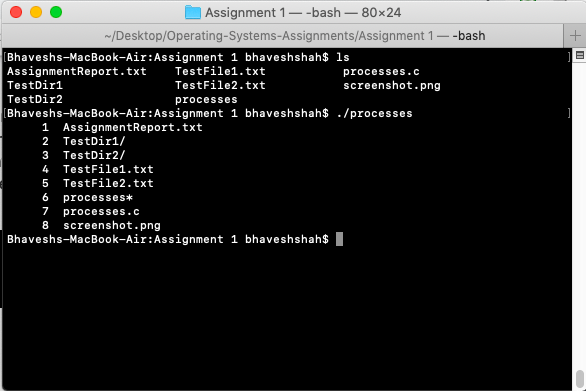 Assignment 1 — -bash — 80×24
~/Desktop/Operating-Systems-Assignments/Assignment 1 — -bash
[Bhaveshs-MacBook-Air:Assignment 1 bhaveshshah$ ls ]
AssignmentReport.txt TestFile1.txt processes.c
TestDir1 TestFile2.txt screenshot.png
TestDir2 processes
[Bhaveshs-MacBook-Air:Assignment 1 bhaveshshah$ ./processes ]
1 AssignmentReport.txt
2 TestDir1/
3 TestDir2/
4 TestFile1.txt
5 TestFile2.txt
6 processes*
7 processes.c
8 screenshot.png
Bhaveshs-MacBook-Air:Assignment 1 bhaveshshah$